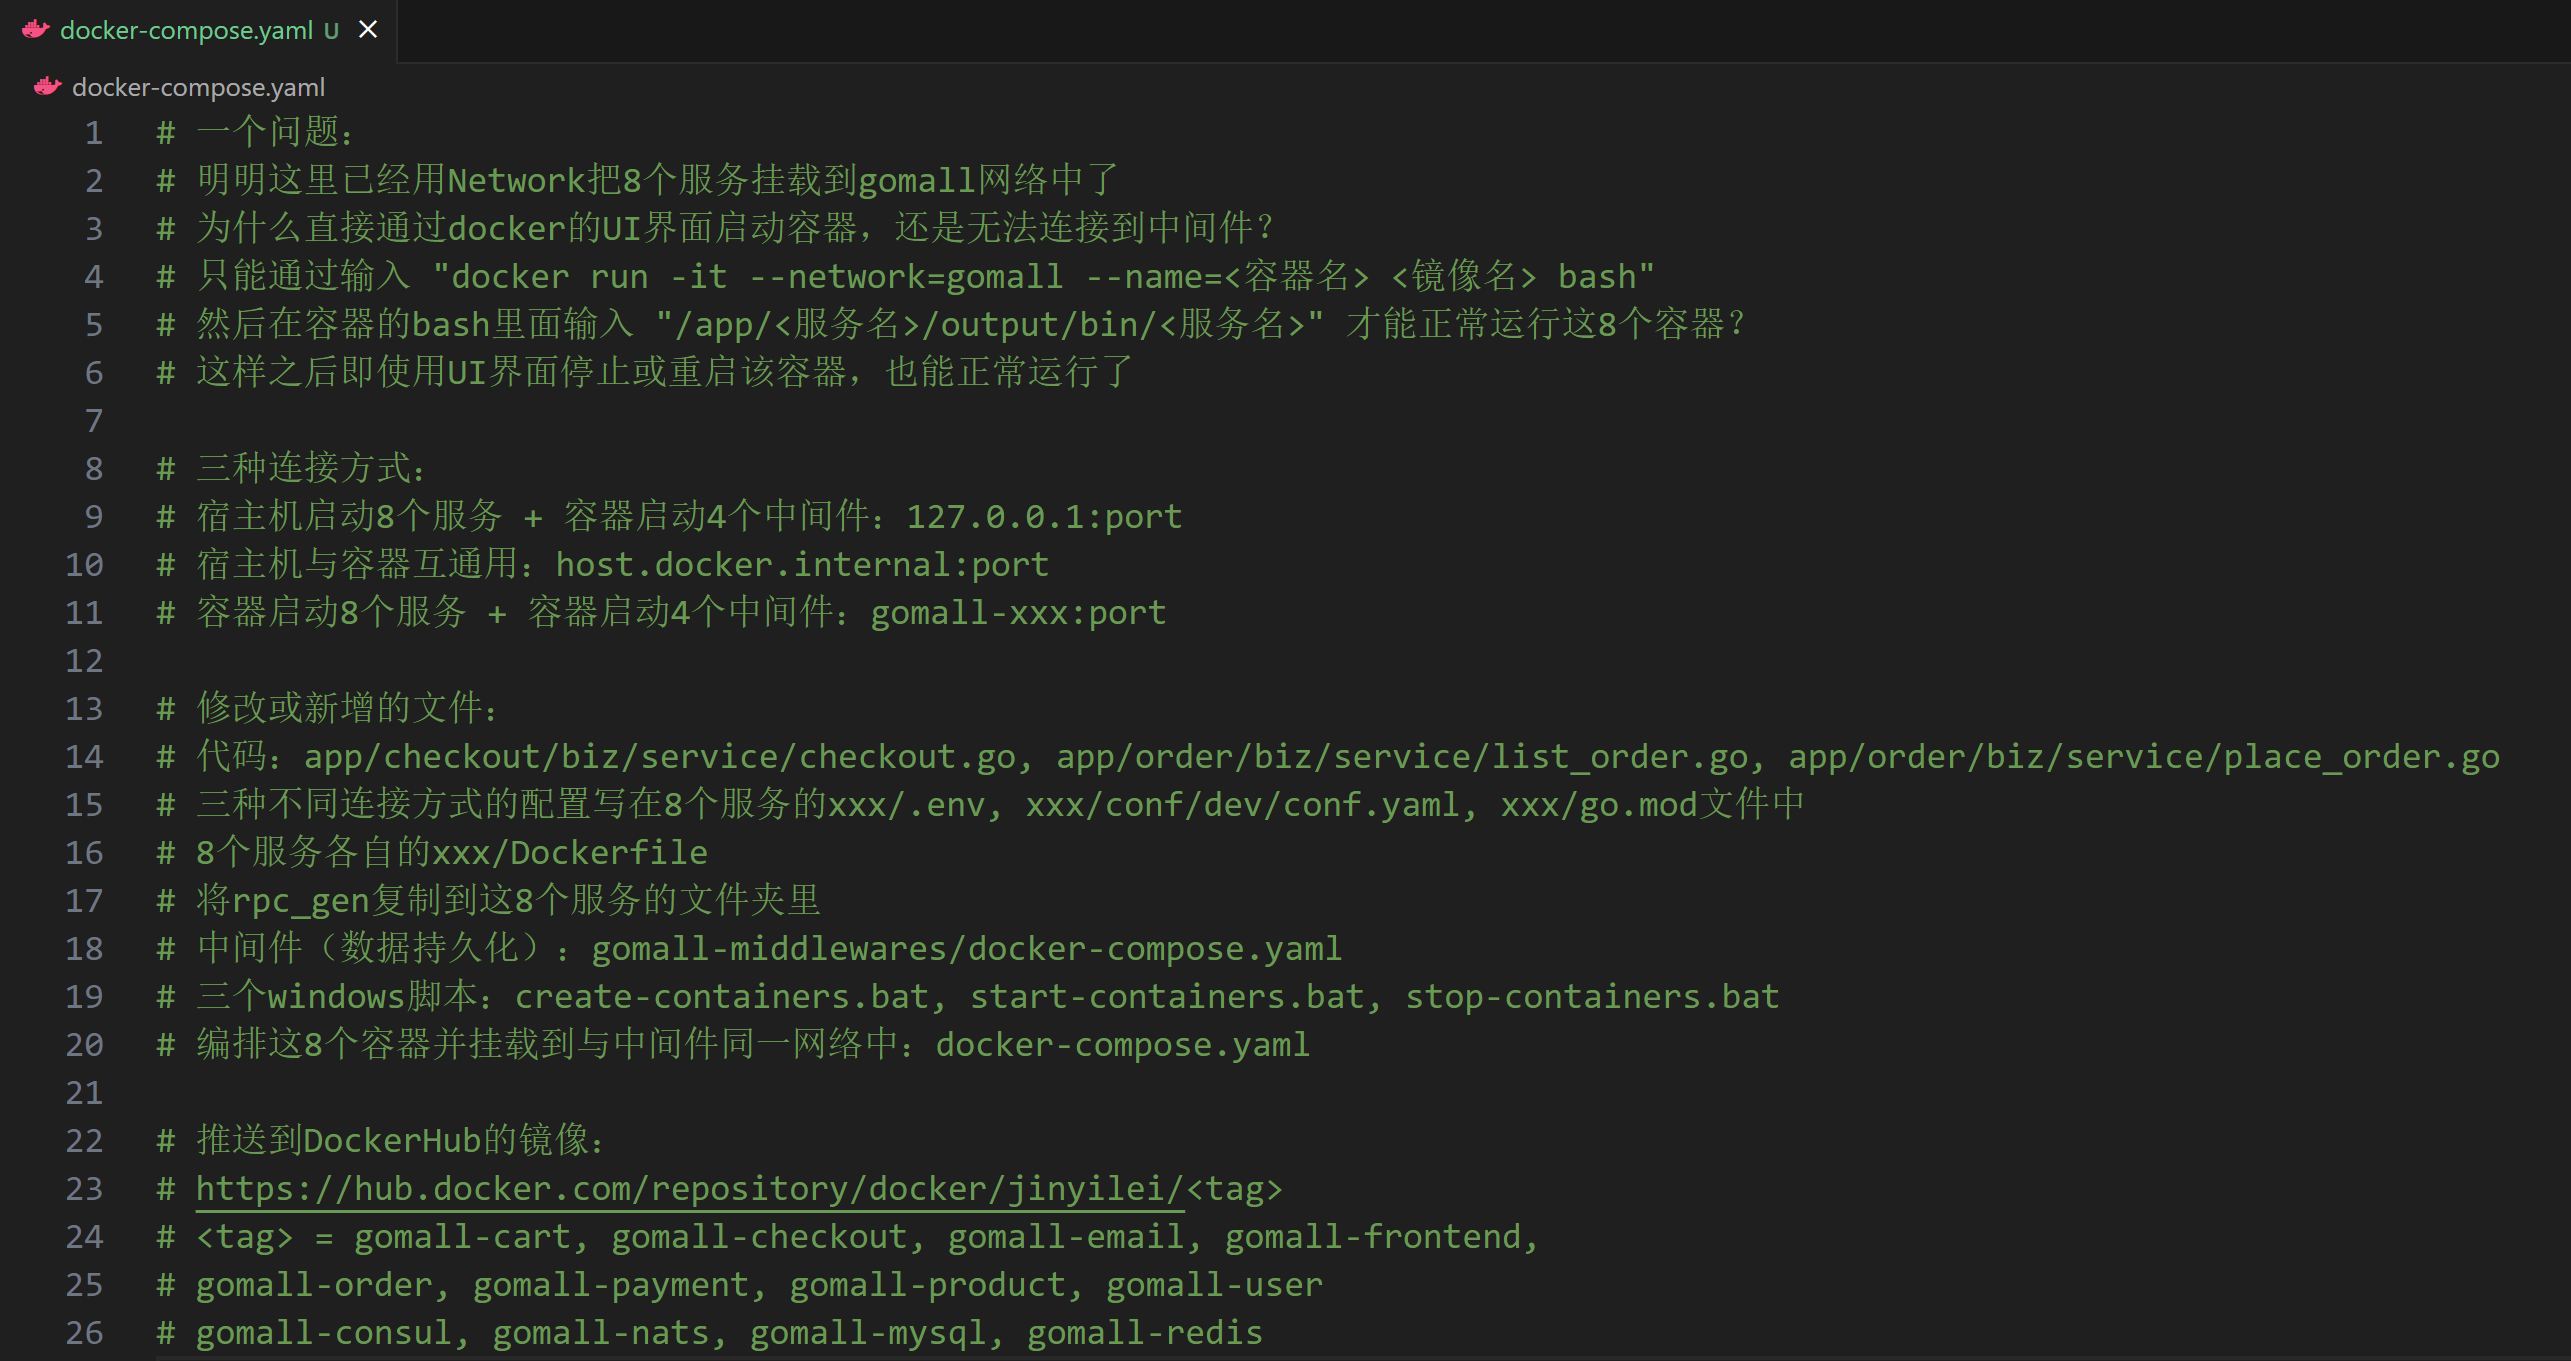 docker-compose.yaml U
docker-compose.yaml
1 # 一个问题：
2 # 明明这里已经用Network把8个服务挂载到gomall网络中了
3 # 为什么直接通过docker的UI界面启动容器，还是无法连接到中间件？
4 # 只能通过输入 "docker run -it --network=gomall --name=<容器名> <镜像名> bash"
5 # 然后在容器的bash里面输入 "/app/<服务名>/output/bin/<服务名>" 才能正常运行这8个容器？
6 # 这样之后即使用UI界面停止或重启该容器，也能正常运行了
7
8 # 三种连接方式：
9 # 宿主机启动8个服务 + 容器启动4个中间件：127.0.0.1:port
10 # 宿主机与容器互通用：host.docker.internal:port
11 # 容器启动8个服务 + 容器启动4个中间件：gomall-xxx:port
12
13 # 修改或新增的文件：
14 # 代码：app/checkout/biz/service/checkout.go, app/order/biz/service/list_order.go, app/order/biz/service/place_order.go
15 # 三种不同连接方式的配置写在8个服务的xxx/.env, xxx/conf/dev/conf.yaml, xxx/go.mod文件中
16 # 8个服务各自的xxx/Dockerfile
17 # 将rpc_gen复制到这8个服务的文件夹里
18 # 中间件（数据持久化）：gomall-middlewares/docker-compose.yaml
19 # 三个windows脚本：create-containers.bat, start-containers.bat, stop-containers.bat
20 # 编排这8个容器并挂载到与中间件同一网络中：docker-compose.yaml
21
22 # 推送到DockerHub的镜像：
23 # https://hub.docker.com/repository/docker/jinyilei/<tag>
24 # <tag> = gomall-cart, gomall-checkout, gomall-email, gomall-frontend,
25 # gomall-order, gomall-payment, gomall-product, gomall-user
26 # gomall-consul, gomall-nats, gomall-mysql, gomall-redis